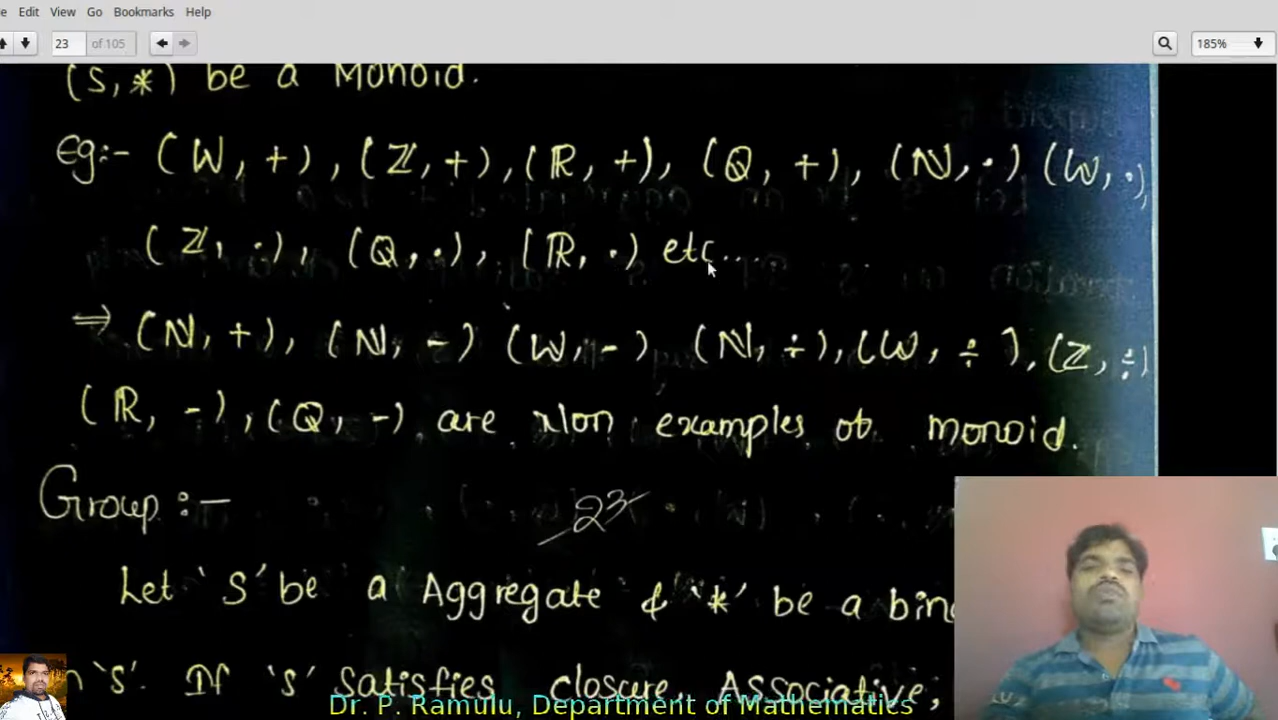 Edit View Go Bookmarks Help
23 of 105
185%
(S, *) be a Monoid.
Eg:- (W, +), (Z, +), (R, +), (Q, +), (N, ·) (W, ·),
(Z, ·), (Q, ·), (R, ·) etc...
⇒ (N, +), (N, -) (W, -) (N, ÷), (W, ÷), (Z, ÷)
(R, -), (Q, -) are Non examples of monoid.
Group :-
23
Let 'S' be a Aggregate & '*' be a bin
'S'. If 'S' Satisfies closure, Associative,
Dr. P. Ramulu, Department of Mathematics